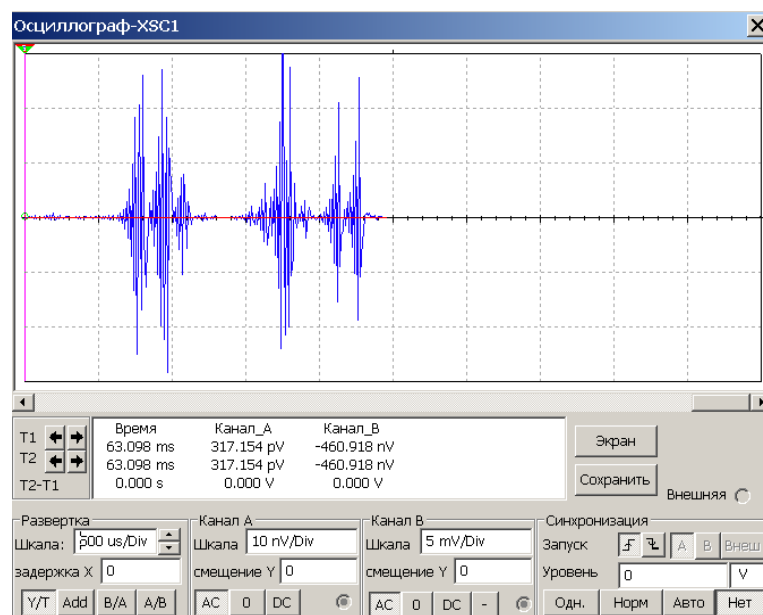 Осциллограф-XSC1
Время Канал_А Канал_В
T1 63.098 ms 317.154 pV -460.918 nV
T2 63.098 ms 317.154 pV -460.918 nV
T2-T1 0.000 s 0.000 V 0.000 V
Экран
Сохранить
Внешняя
Развертка
Шкала: 500 us/Div
задержка X 0
Y/T Add B/A A/B
Канал А
Шкала 10 nV/Div
смещение Y 0
AC 0 DC
Канал В
Шкала 5 mV/Div
смещение Y 0
AC 0 DC -
Синхронизация
Запуск A B Внеш
Уровень 0 V
Одн. Норм Авто Нет